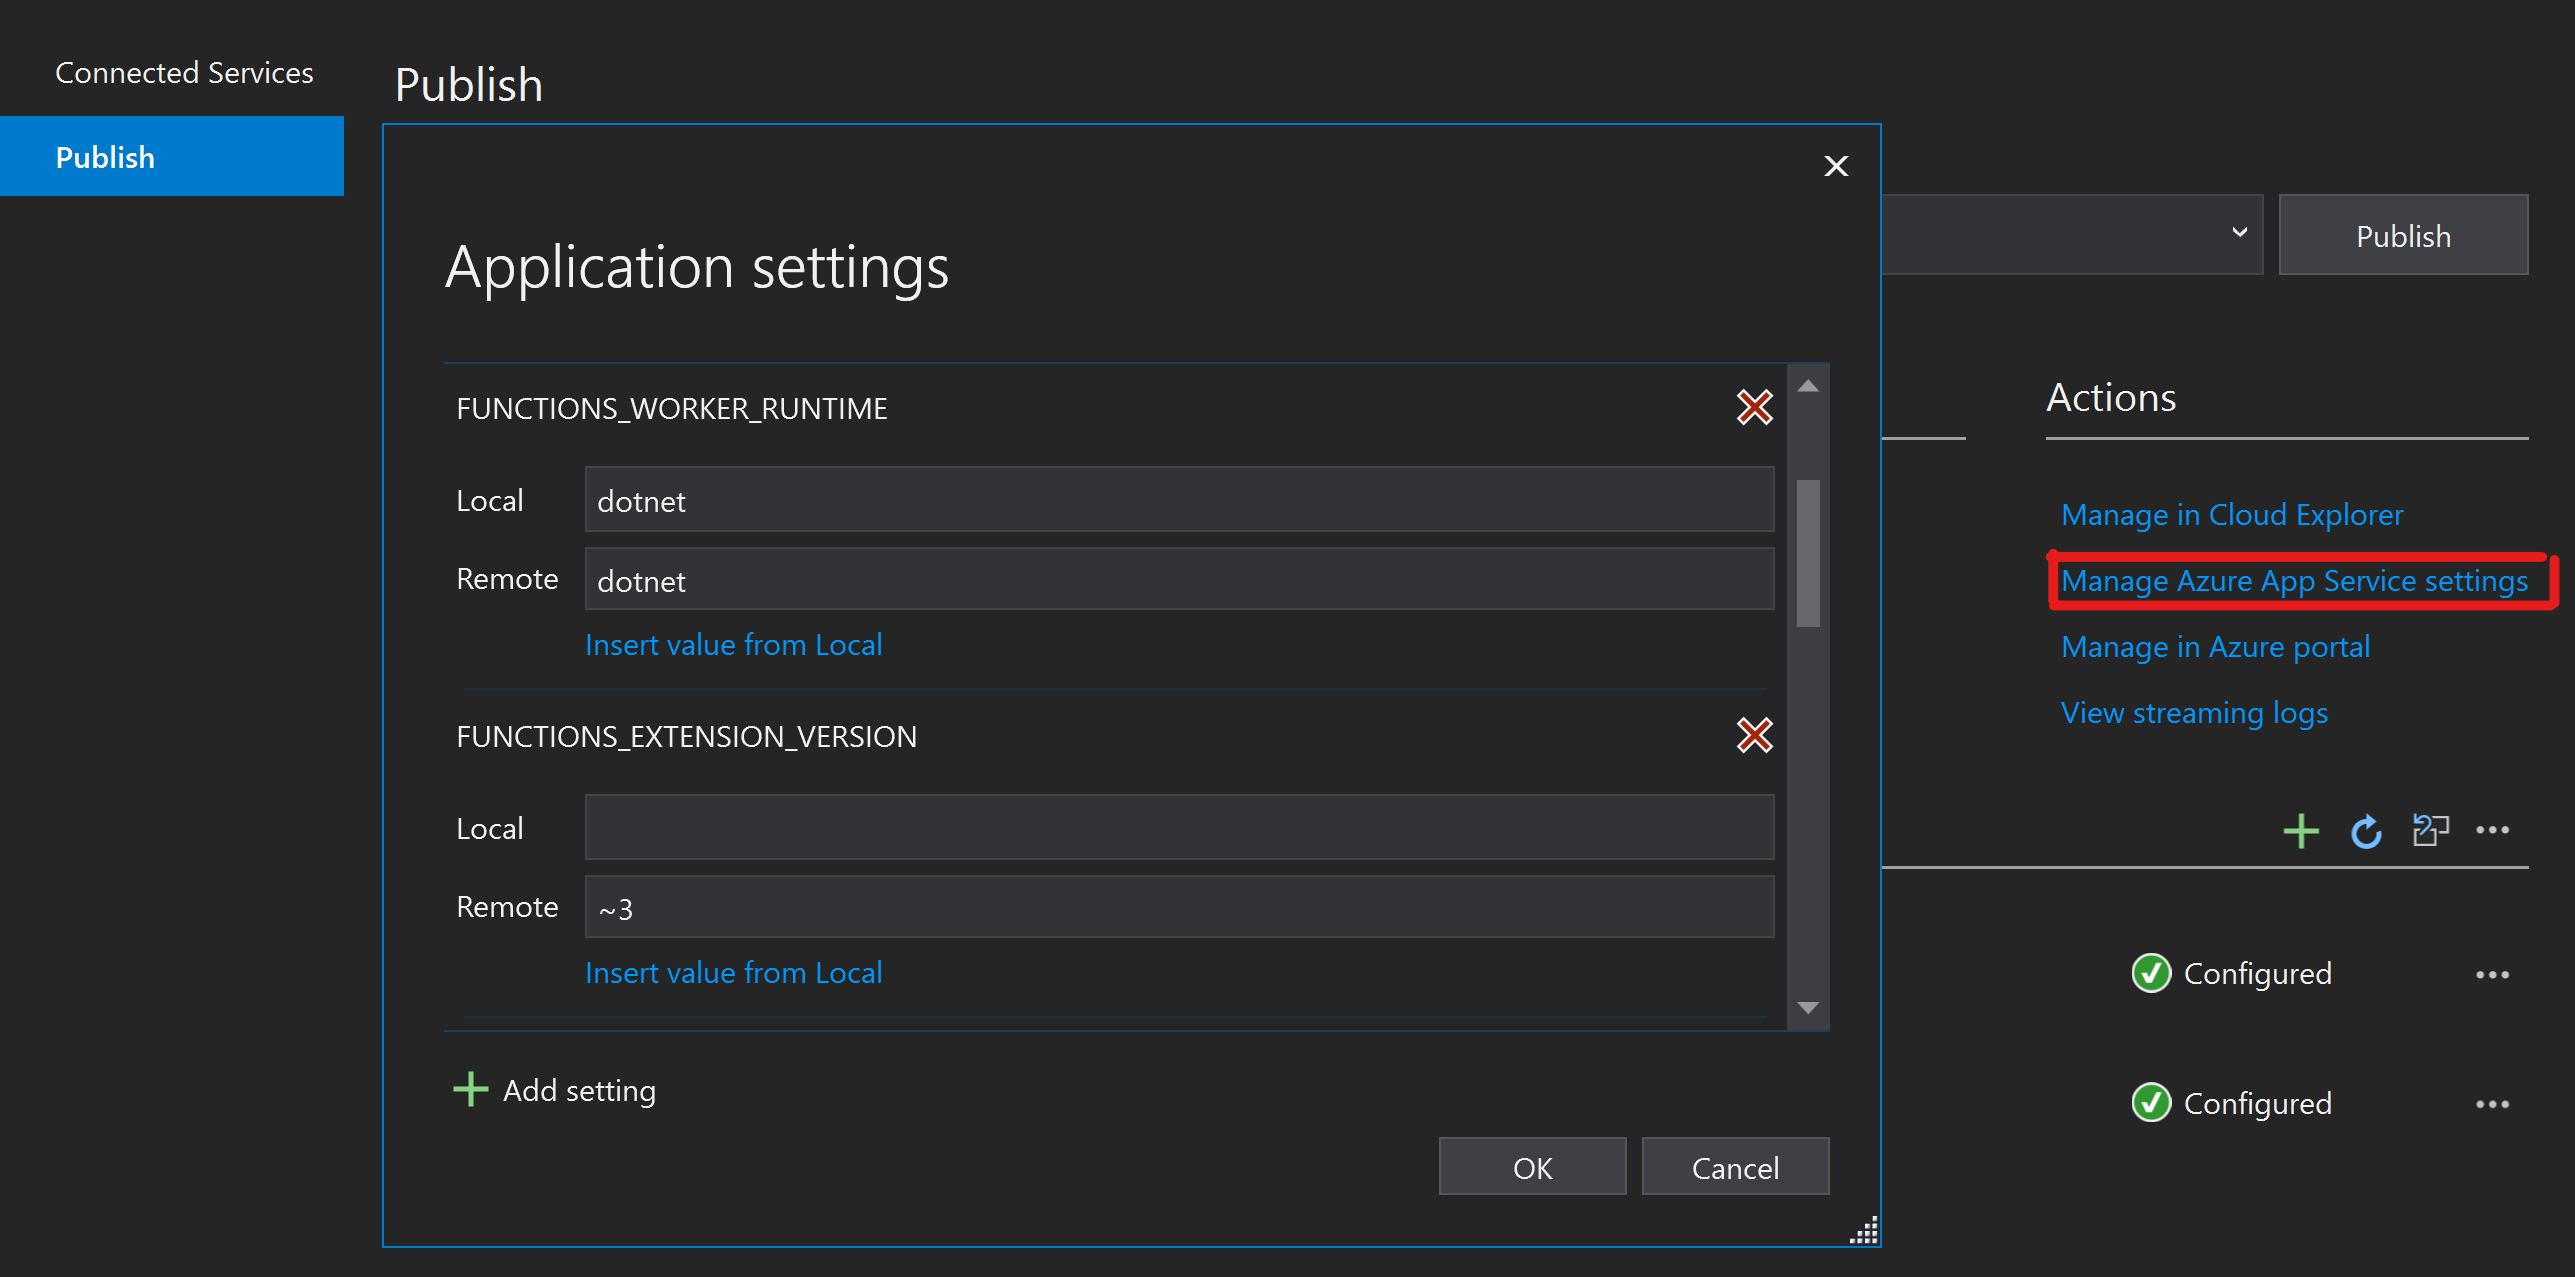 Connected Services
Publish
Publish
Application settings
FUNCTIONS_WORKER_RUNTIME
Local
dotnet
Remote
dotnet
Insert value from Local
FUNCTIONS_EXTENSION_VERSION
Local
Remote
~3
Insert value from Local
Add setting
OK
Cancel
Publish
Actions
Manage in Cloud Explorer
Manage Azure App Service settings
Manage in Azure portal
View streaming logs
Configured
Configured